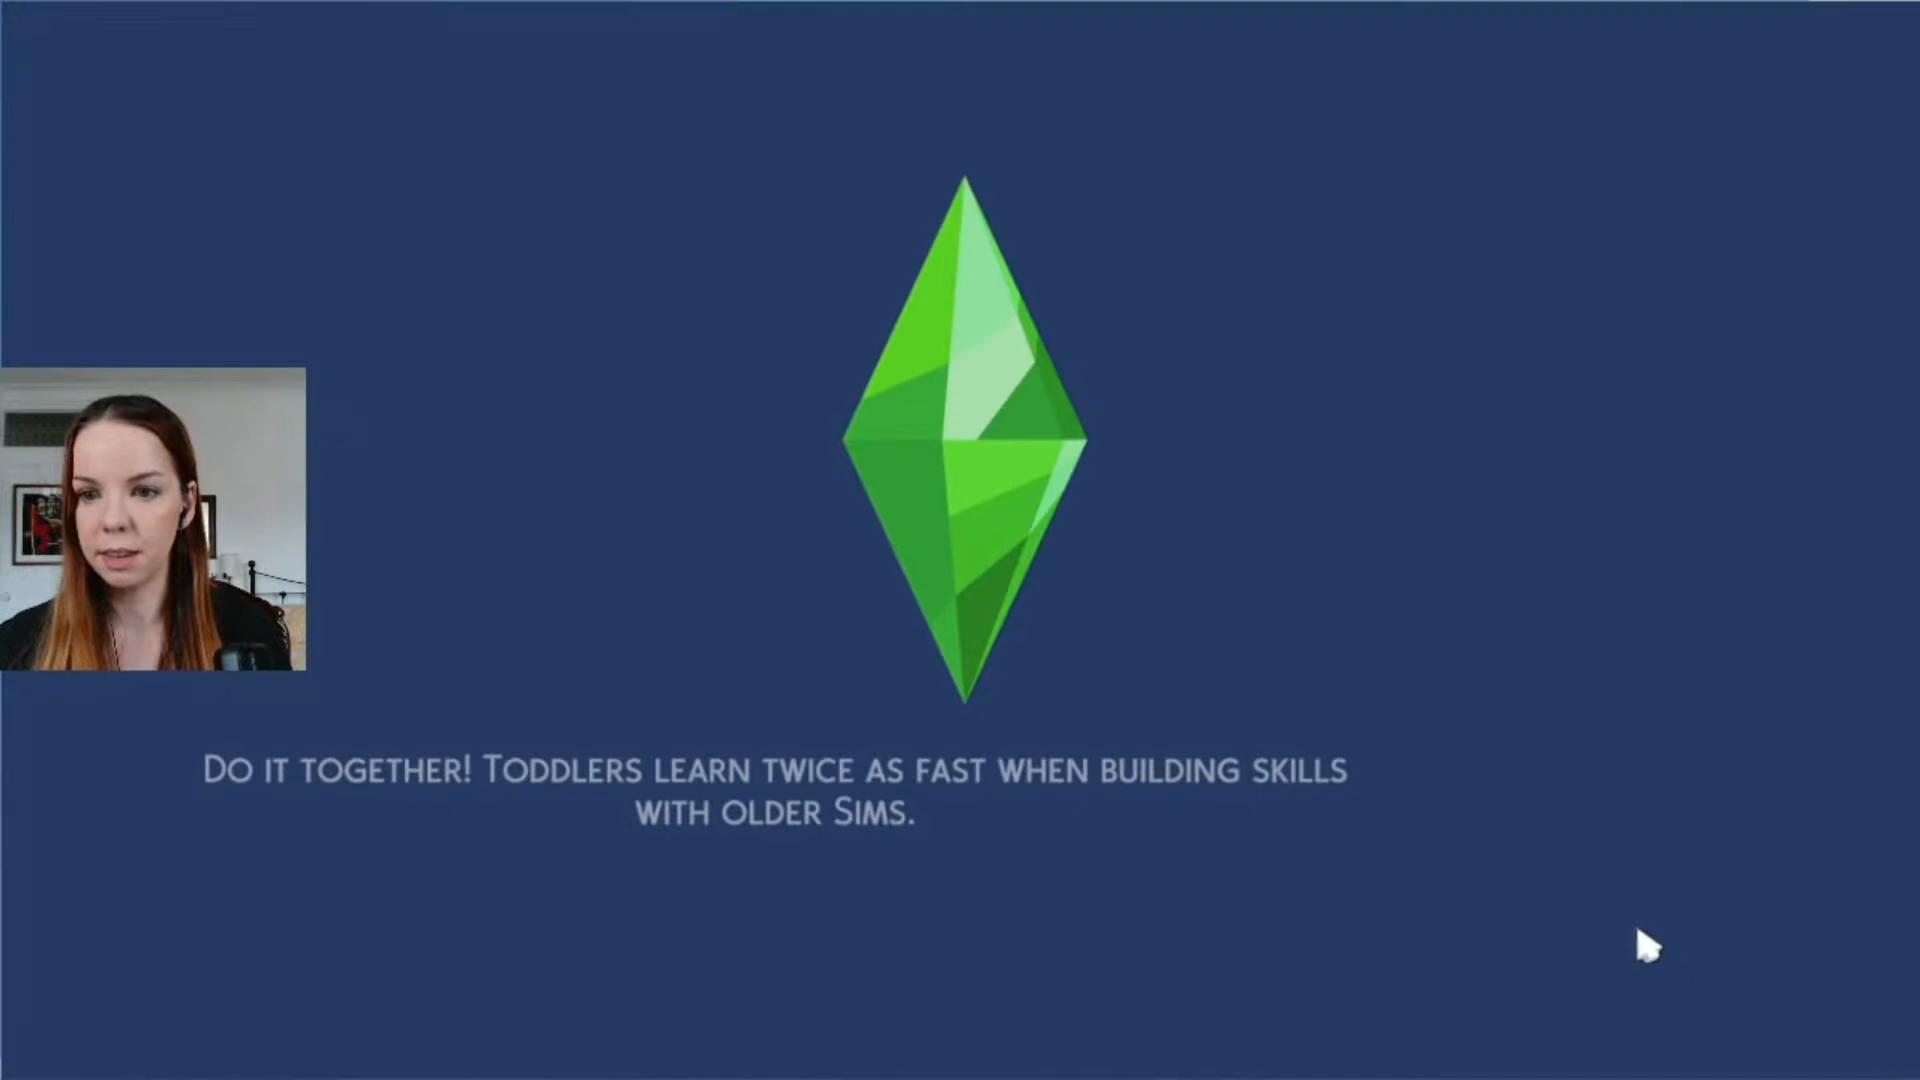 Do it together! Toddlers learn twice as fast when building skills
with older Sims.